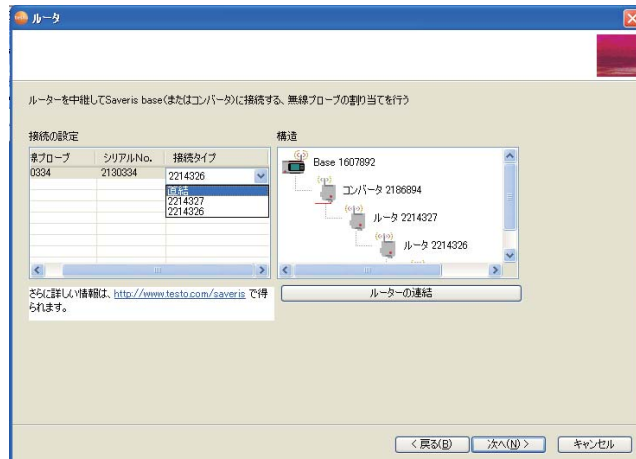 ルータ
ルーターを中継してSaveris base(またはコンバータ)に接続する、無線プローブの割り当てを行う
接続の設定
線プローブ シリアルNo. 接続タイプ
0334 2130334 2214326
直結
2214327
2214326
さらに詳しい情報は、http://www.testo.com/saveris で得
られます。
構造
Base 1607892
コンバータ 2186894
ルータ 2214327
ルータ 2214326
ルーターの連結
< 戻る(B)
次へ(N) >
キャンセル